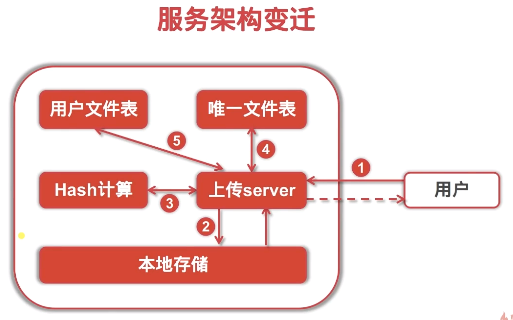 服务架构变迁
用户文件表
唯一文件表
5
4
1
Hash计算
上传server
用户
3
2
本地存储